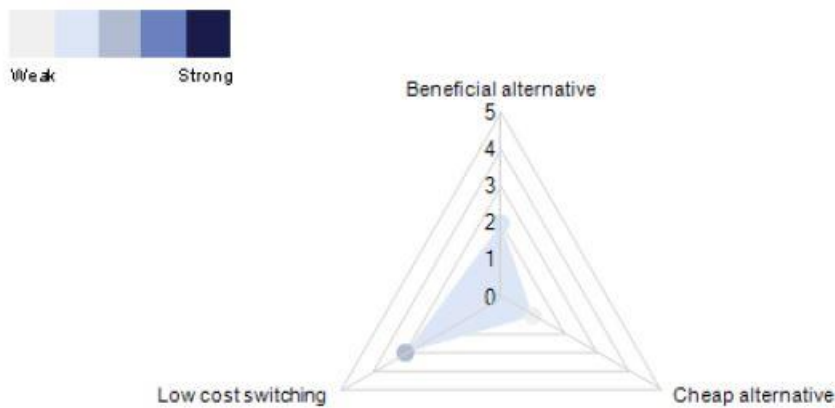 Weak Strong
Beneficial alternative
5
4
3
2
1
0
Low cost switching Cheap alternative